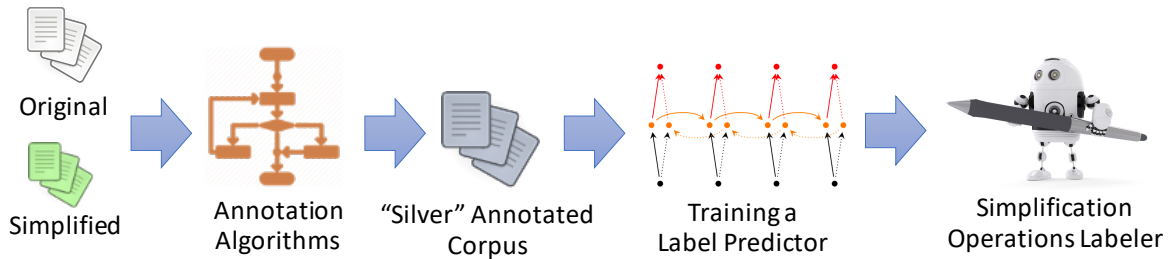 Original
Simplified
Annotation
Algorithms
“Silver” Annotated
Corpus
Training a
Label Predictor
Simplification
Operations Labeler